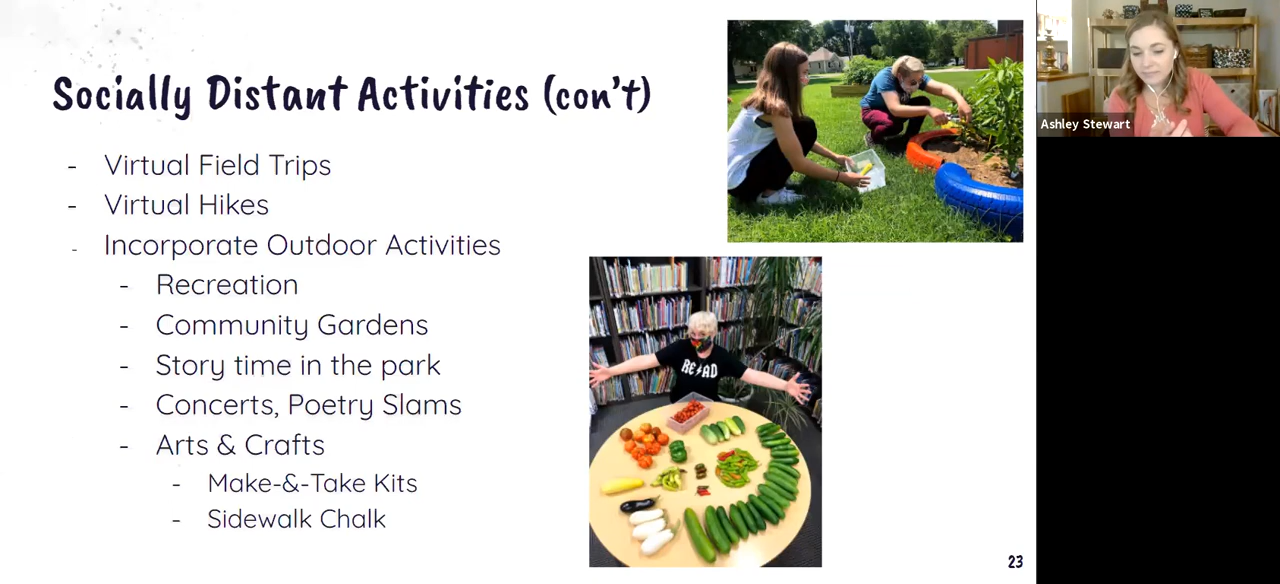 Socially Distant Activities (con't)
- Virtual Field Trips
- Virtual Hikes
- Incorporate Outdoor Activities
- Recreation
- Community Gardens
- Story time in the park
- Concerts, Poetry Slams
- Arts & Crafts
- Make-&-Take Kits
- Sidewalk Chalk
READ
23
Ashley Stewart